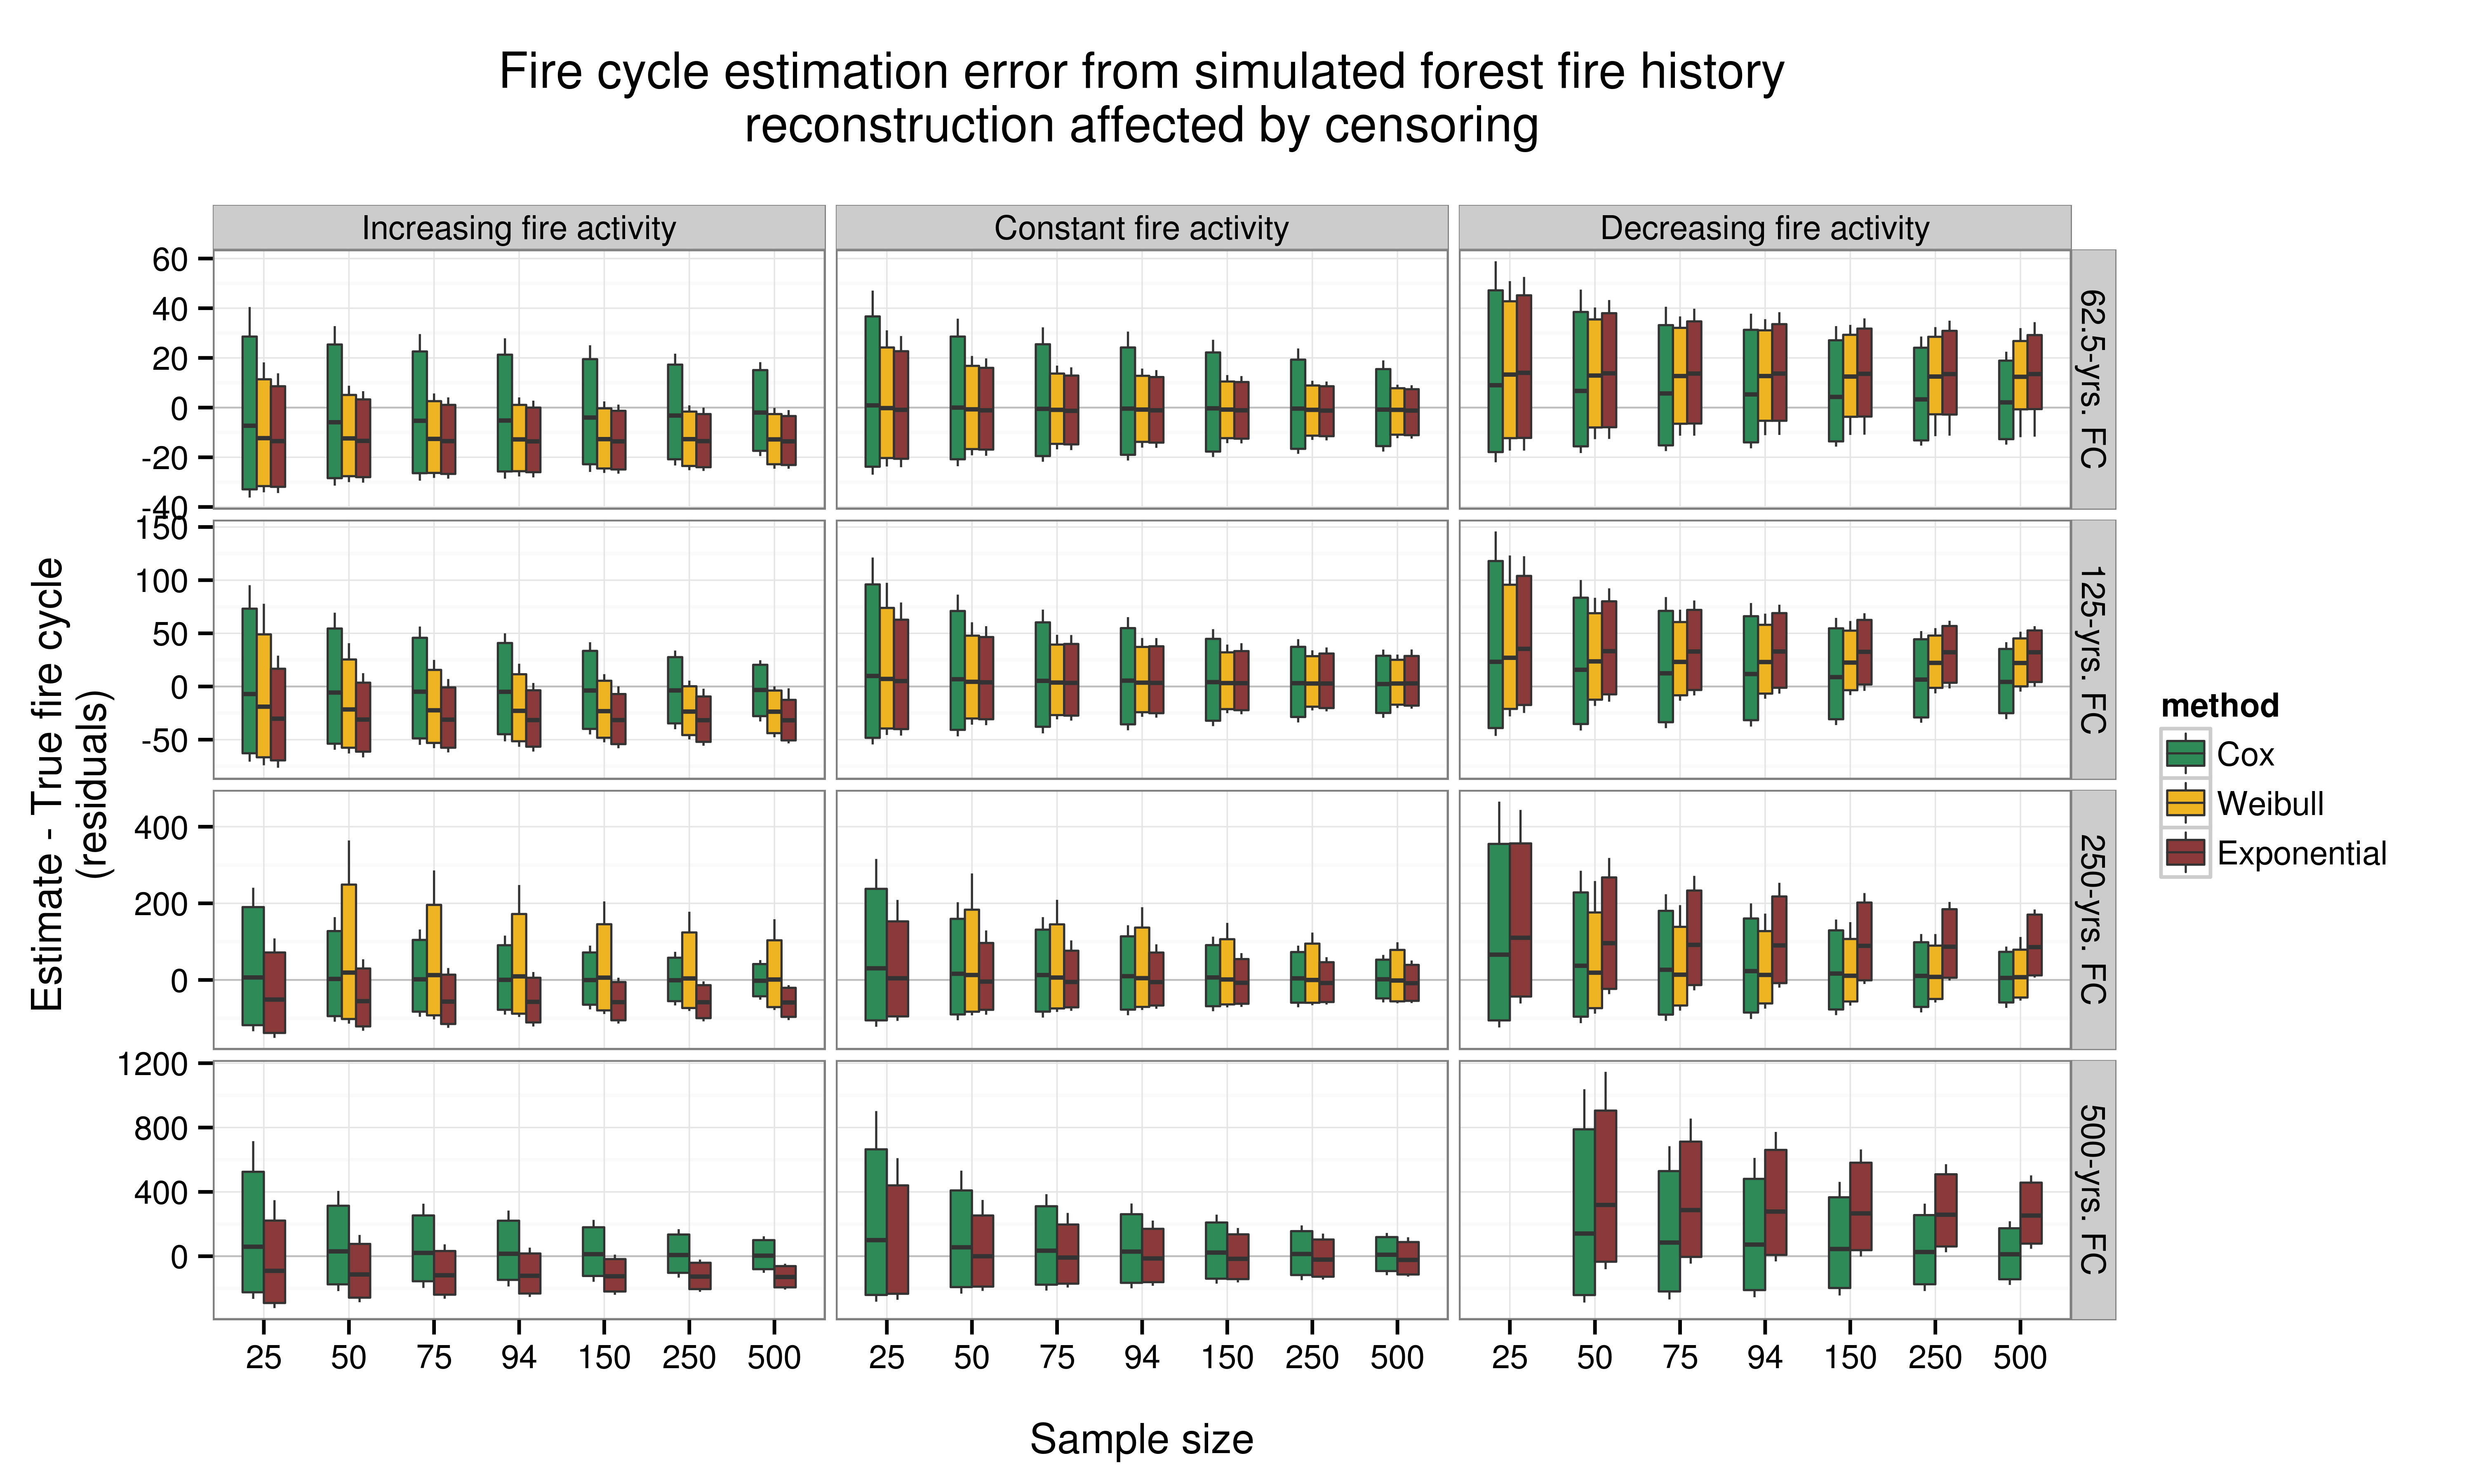 Fire cycle estimation error from simulated forest fire history
reconstruction affected by censoring
Increasing fire activity
Constant fire activity
Decreasing fire activity
60
40
20
0
-20
-40
62.5-yrs. FC
150
100
50
0
-50
125-yrs. FC
400
200
0
250-yrs. FC
1200
800
400
0
500-yrs. FC
Estimate - True fire cycle
(residuals)
25 50 75 94 150 250 500
25 50 75 94 150 250 500
25 50 75 94 150 250 500
Sample size
method
Cox
Weibull
Exponential